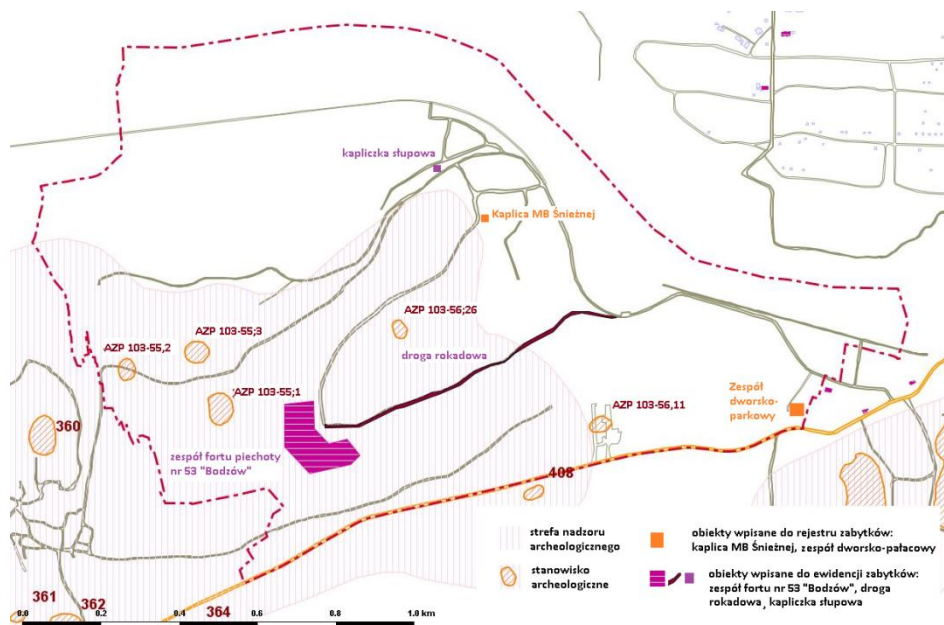 kapliczka słupowa
Kaplica MB Śnieżnej
AZP 103-56;26
AZP 103-55;3
AZP 103-55,2
droga rokadowa
AZP 103-55;1
Zespół
dworsko-
parkowy
AZP 103-56,11
360
zespół fortu piechoty
nr 53 "Bodzów"
408
strefa nadzoru
archeologicznego
obiekty wpisane do rejestru zabytków:
kaplica MB Śnieżnej, zespół dworsko-pałacowy
stanowisko
archeologiczne
obiekty wpisane do ewidencji zabytków:
zespół fortu nr 53 "Bodzów", droga
rokadowa, kapliczka słupowa
361
362
364
0.0 0.2 0.4 0.6 0.8 1.0 km